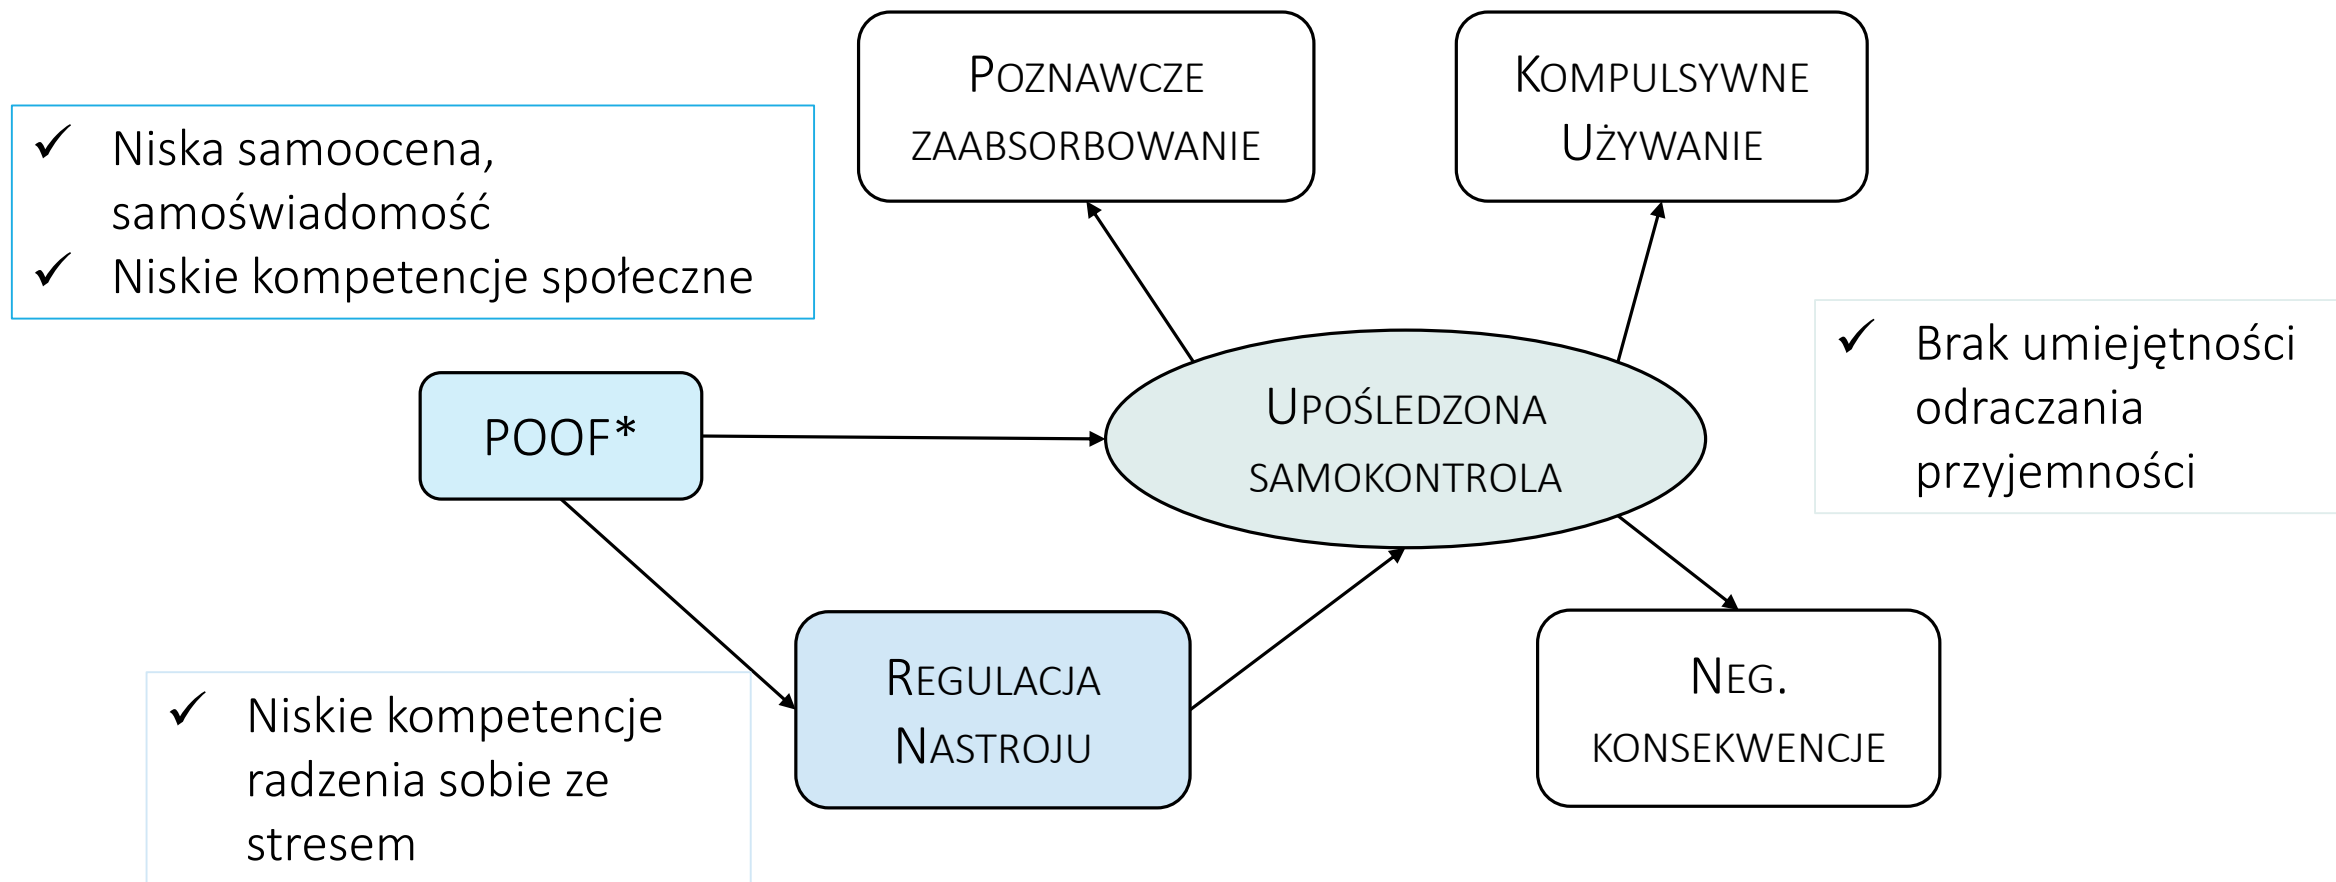 Poznawcze
zaabsorbowanie
Kompulsywne
Używanie
✓ Niska samoocena,
samoświadomość
✓ Niskie kompetencje społeczne
✓ Brak umiejętności
odraczania
przyjemności
POOF*
Upośledzona
samokontrola
Regulacja
Nastroju
Neg.
konsekwencje
✓ Niskie kompetencje
radzenia sobie ze
stresem